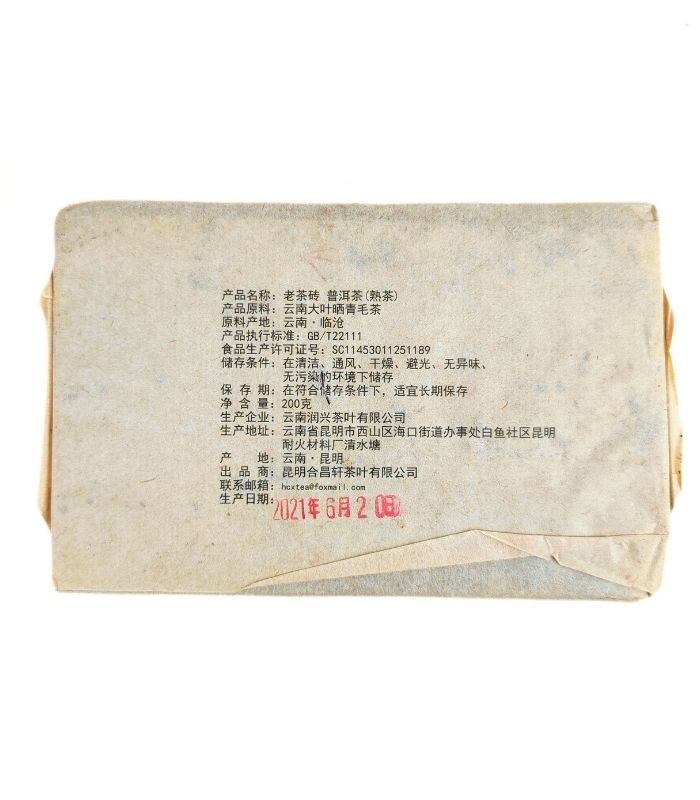 产品名称: 老茶砖 普洱茶(熟茶)
产品原料: 云南大叶晒青毛茶
原料产地: 云南·临沧
产品执行标准: GB/T22111
食品生产许可证号: SC11453011251189
储存条件: 在清洁、通风、干燥、避光、无异味、
无污染的环境下储存
保 存 期: 在符合储存条件下，适宜长期保存
净 含 量: 200克
生产企业: 云南润兴茶叶有限公司
生产地址: 云南省昆明市西山区海口街道办事处白鱼社区昆明
耐火材料厂清水塘
产 地: 云南·昆明
出 品 商: 昆明合昌轩茶叶有限公司
联系邮箱: hcxtea@foxmail.com
生产日期: 2021年6月20日